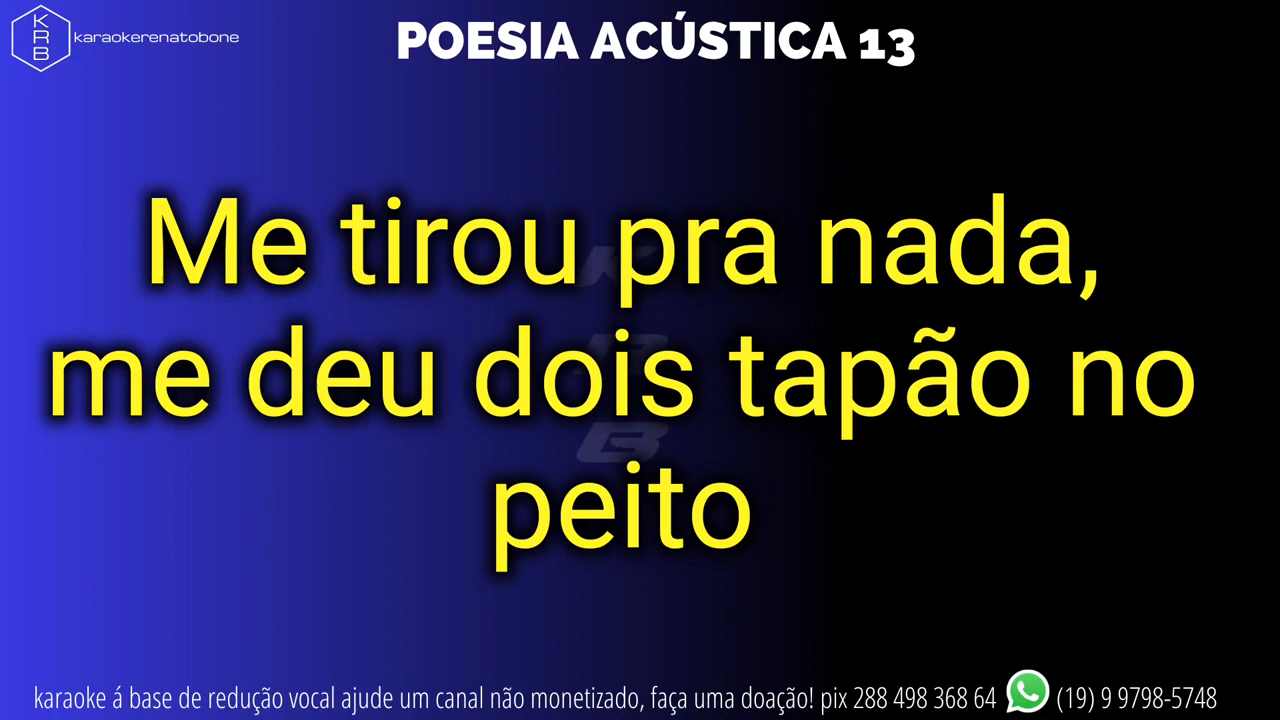 KRB
karaokerenatobone
POESIA ACÚSTICA 13
Me tirou pra nada,
me deu dois tapão no
peito
KRB
karaoke á base de redução vocal ajude um canal não monetizado, faça uma doação! pix 288 498 368 64 (19) 9 9798-5748